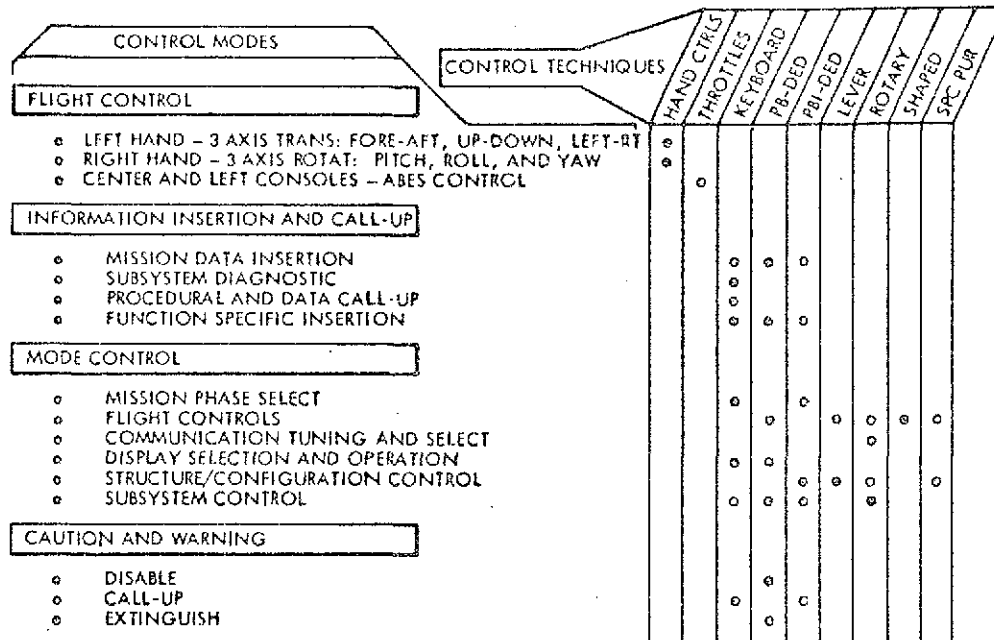 CONTROL MODES
CONTROL TECHNIQUES
HAND CTRLS
THROTTLES
KEYBOARD
PB-DED
PBI-DED
LEVER
ROTARY
SHAPED
SPC PUR
FLIGHT CONTROL
LEFT HAND – 3 AXIS TRANS: FORE-AFT, UP-DOWN, LEFT-RT
RIGHT HAND – 3 AXIS ROTAT: PITCH, ROLL, AND YAW
CENTER AND LEFT CONSOLES – ABES CONTROL
INFORMATION INSERTION AND CALL-UP
MISSION DATA INSERTION
SUBSYSTEM DIAGNOSTIC
PROCEDURAL AND DATA CALL-UP
FUNCTION SPECIFIC INSERTION
MODE CONTROL
MISSION PHASE SELECT
FLIGHT CONTROLS
COMMUNICATION TUNING AND SELECT
DISPLAY SELECTION AND OPERATION
STRUCTURE/CONFIGURATION CONTROL
SUBSYSTEM CONTROL
CAUTION AND WARNING
DISABLE
CALL-UP
EXTINGUISH